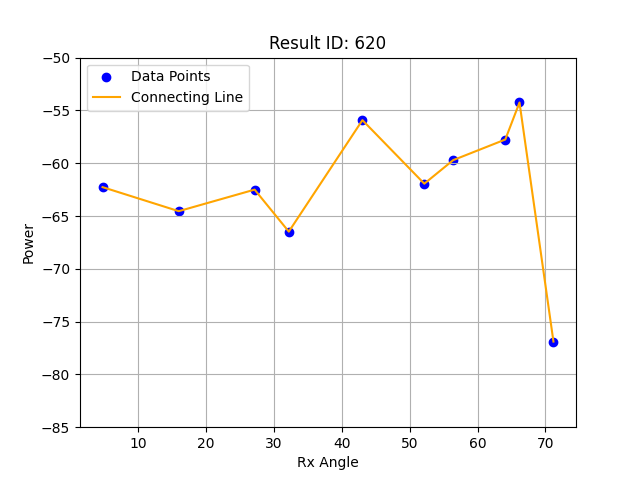 Result ID: 620
Data Points
Connecting Line
−50
−55
−60
−65
−70
−75
−80
−85
Power
10 20 30 40 50 60 70
Rx Angle